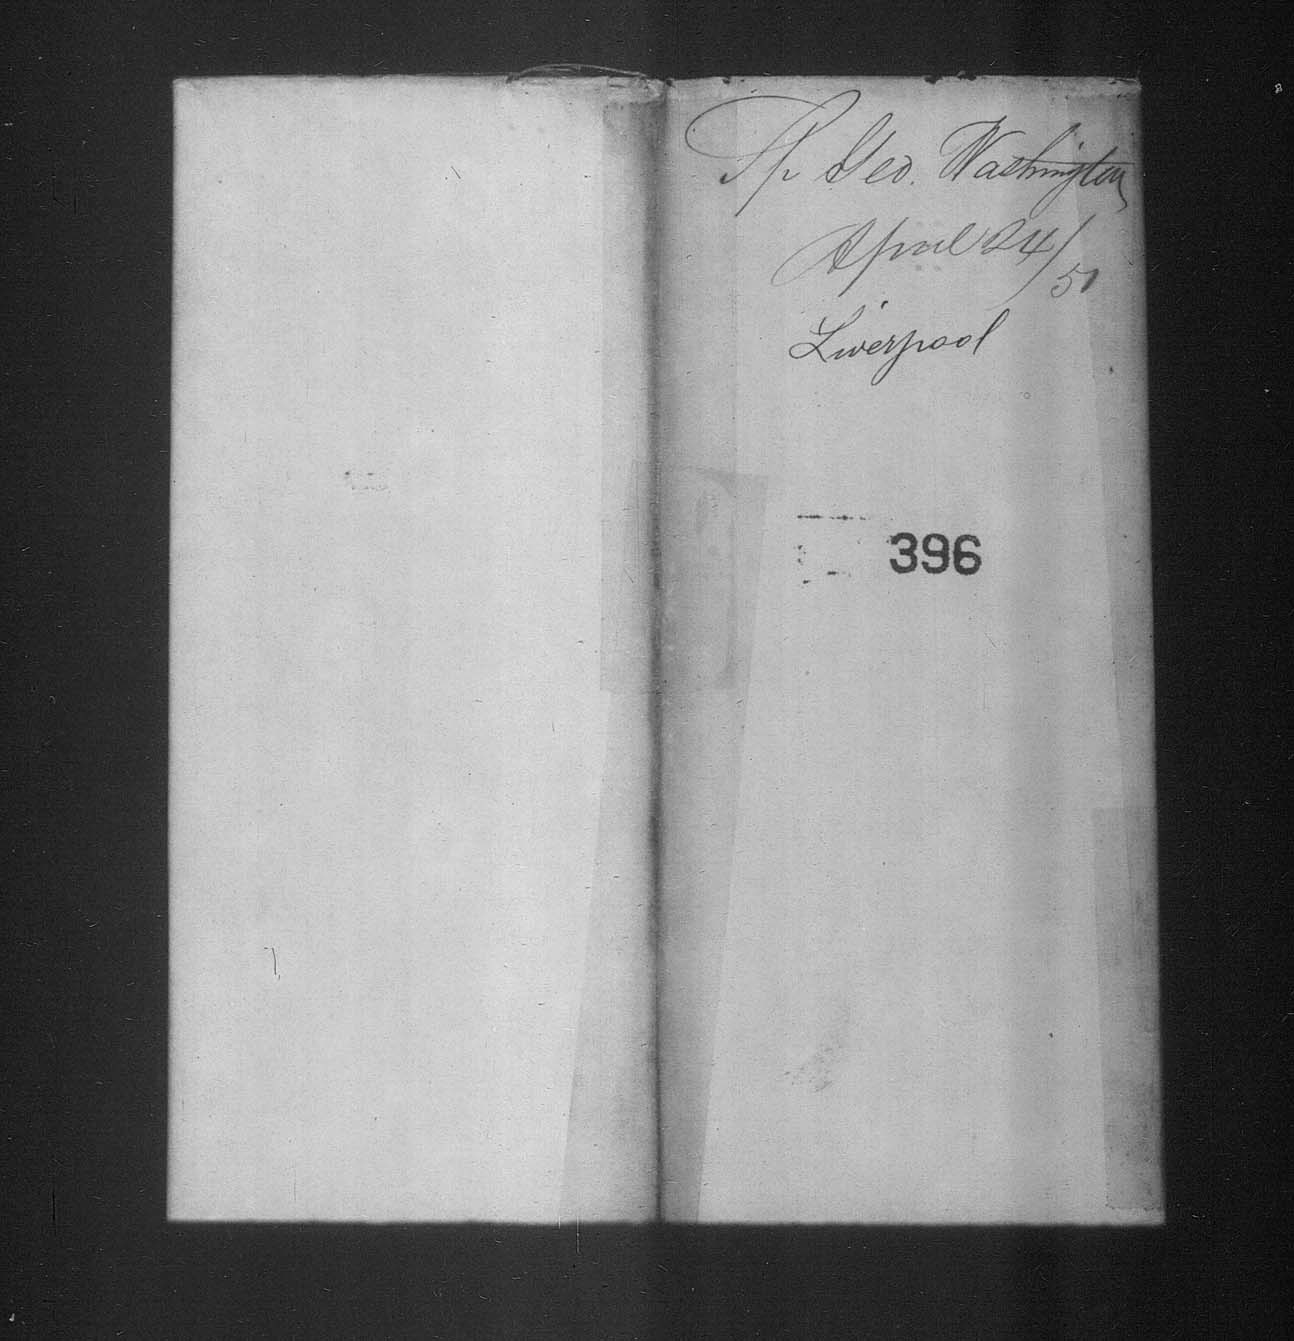 Sp Geo. Washington
April 24/51
Liverpool
396